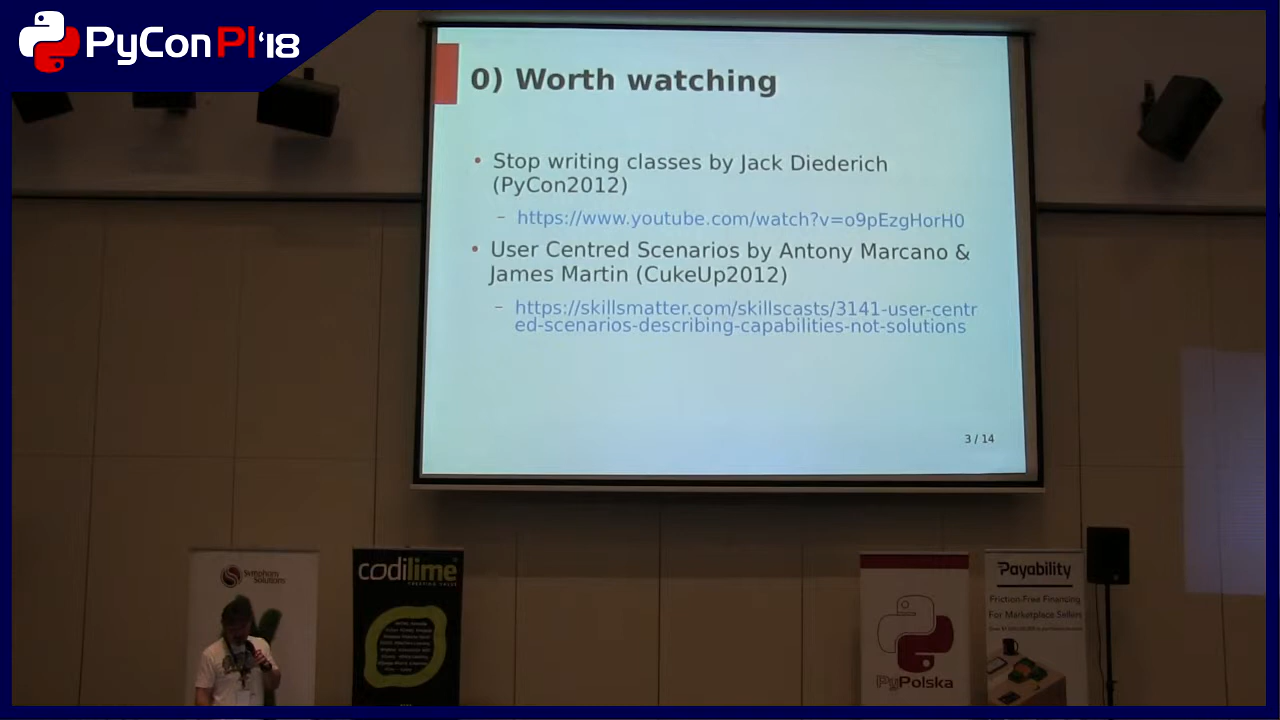 PyCon PI '18
0) Worth watching
• Stop writing classes by Jack Diederich
(PyCon2012)
– https://www.youtube.com/watch?v=o9pEzgHorH0
• User Centred Scenarios by Antony Marcano &
James Martin (CukeUp2012)
– https://skillsmatter.com/skillscasts/3141-user-centr
ed-scenarios-describing-capabilities-not-solutions
3 / 14
Symphony
Solutions
codilime
PyPolska
Payability
Friction-Free Financing
For Marketplace Sellers